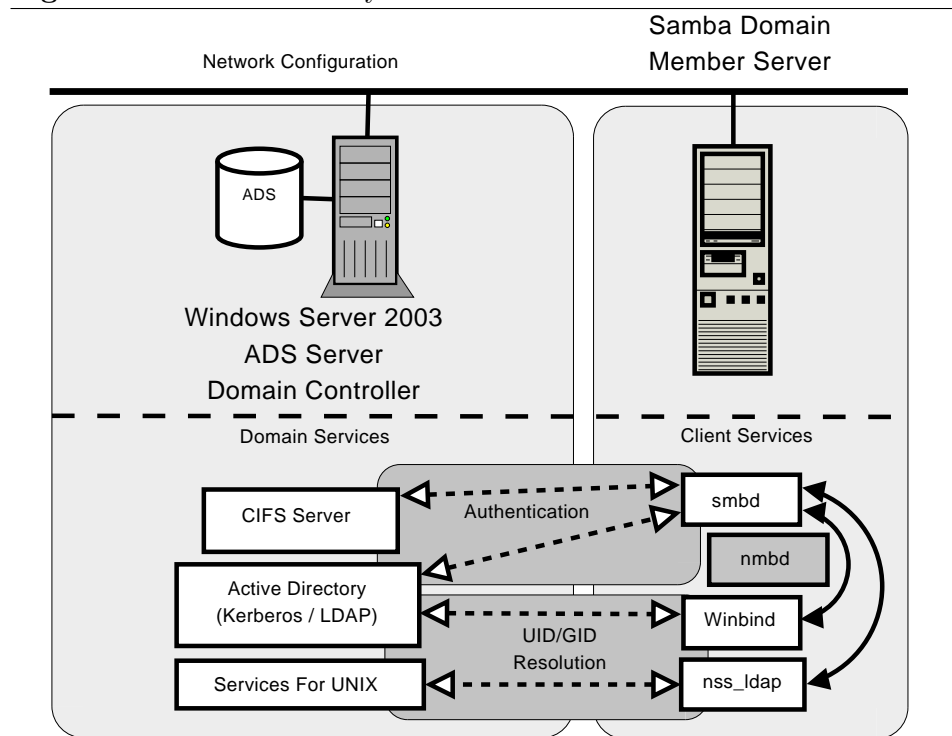 Samba Domain
Member Server
Network Configuration
ADS
Windows Server 2003
ADS Server
Domain Controller
Domain Services
Client Services
CIFS Server
Authentication
smbd
nmbd
Active Directory
(Kerberos / LDAP)
UID/GID
Resolution
Winbind
Services For UNIX
nss_ldap